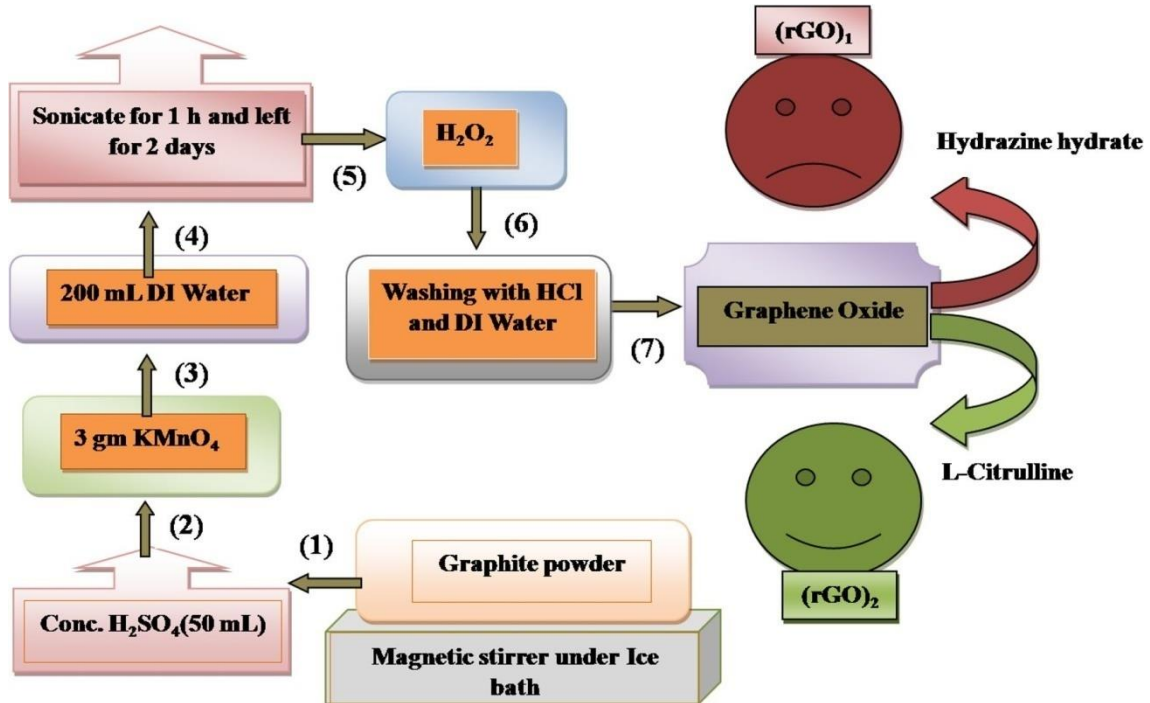 (rGO)₁
Sonicate for 1 h and left
for 2 days
(5)
H₂O₂
Hydrazine hydrate
(4)
(6)
200 mL DI Water
Washing with HCl
and DI Water
(7)
Graphene Oxide
(3)
3 gm KMnO₄
L-Citrulline
(2)
(1)
Graphite powder
(rGO)₂
Conc. H₂SO₄(50 mL)
Magnetic stirrer under Ice
bath